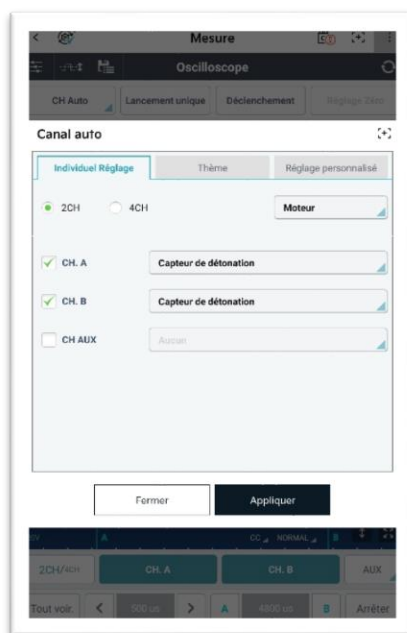 Mesure
Oscilloscope
CH Auto Lancement unique Déclenchement Réglage Zéro
Canal auto
Individuel Réglage Thème Réglage personnalisé
2CH 4CH Moteur
CH. A Capteur de détonation
CH. B Capteur de détonation
CH AUX Aucun
Fermer Appliquer
A CC NORMAL B
2CH/4CH CH. A CH. B AUX
Tout voir. 500 us A 4800 us B Arrêter